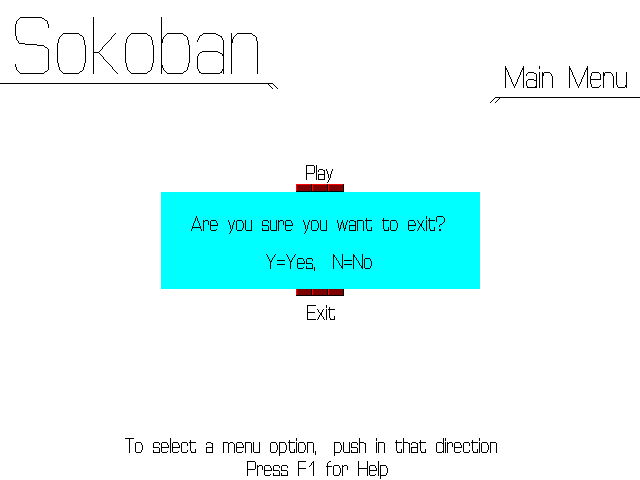 Sokoban
Main Menu
Play
Are you sure you want to exit?
Y=Yes, N=No
Exit
To select a menu option, push in that direction
Press F1 for Help